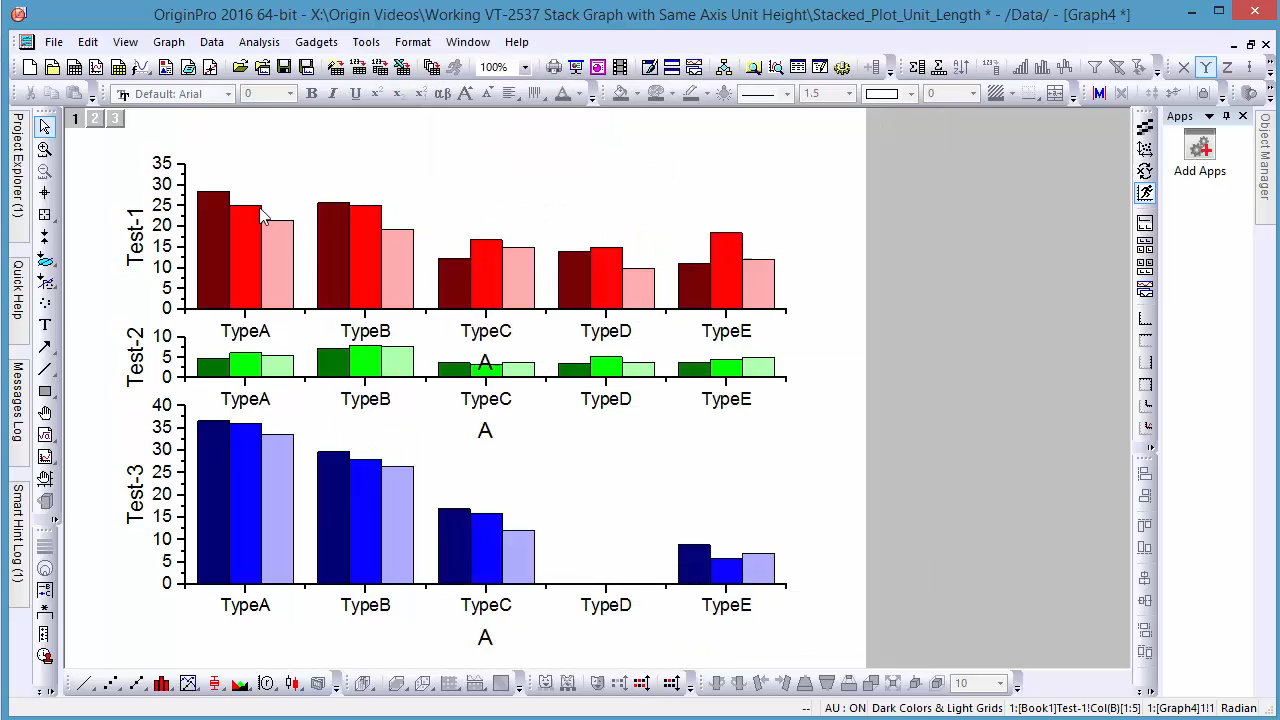 OriginPro 2016 64-bit - X:\Origin Videos\Working VT-2537 Stack Graph with Same Axis Unit Height\Stacked_Plot_Unit_Length * - /Data/ - [Graph4 *]
File Edit View Graph Data Analysis Gadgets Tools Format Window Help
100%
Default: Arial 0 B I U αβ A A A 1.5 0
1 2 3
Project Explorer (1)
Quick Help
Messages Log
Smart Hint Log (1)
Apps
Add Apps
Object Manager
Test-1
35
30
25
20
15
10
5
0
TypeA TypeB TypeC TypeD TypeE
A
Test-2
10
5
0
TypeA TypeB TypeC TypeD TypeE
A
Test-3
40
35
30
25
20
15
10
5
0
TypeA TypeB TypeC TypeD TypeE
A
10
-- AU : ON Dark Colors & Light Grids 1:[Book1]Test-1!Col(B)[1:5] 1:[Graph4]1!1 Radian